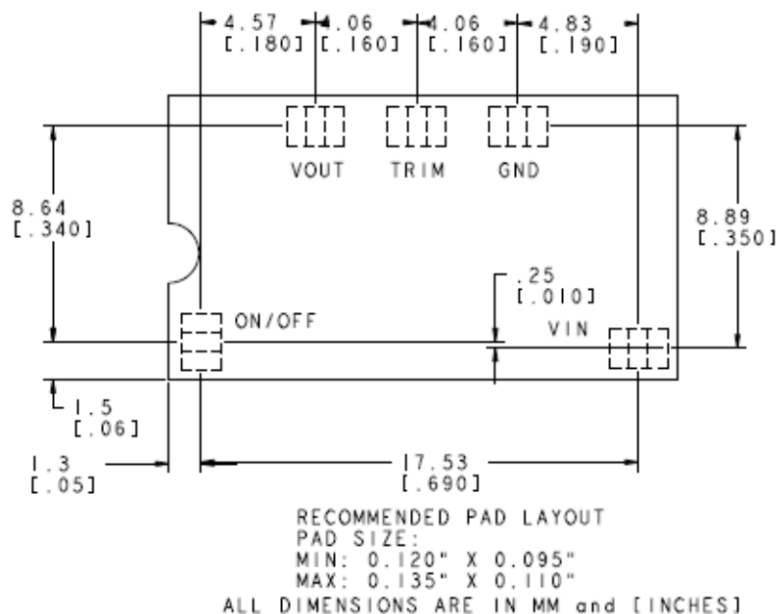 4.57 4.06 4.06 4.83
[.180] [.160] [.160] [.190]
VOUT TRIM GND
8.64
[.340]
8.89
[.350]
.25
[.010]
ON/OFF
VIN
1.5
[.06]
1.3
[.05]
17.53
[.690]
RECOMMENDED PAD LAYOUT
PAD SIZE:
MIN: 0.120" X 0.095"
MAX: 0.135" X 0.110"
ALL DIMENSIONS ARE IN MM and [INCHES]